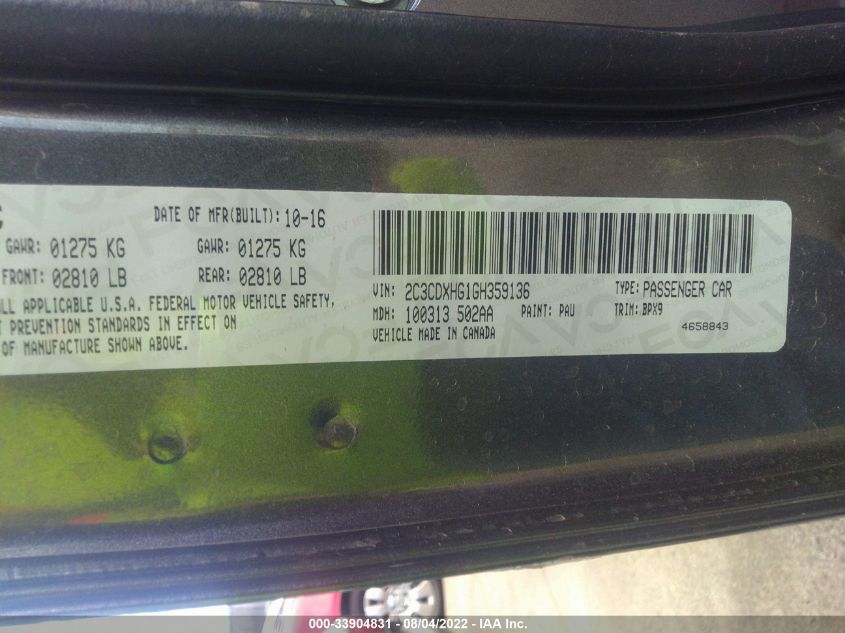 DATE OF MFR(BUILT): 10-16
GAWR: 01275 KG GAWR: 01275 KG
FRONT: 02810 LB REAR: 02810 LB
ALL APPLICABLE U.S.A. FEDERAL MOTOR VEHICLE SAFETY,
PREVENTION STANDARDS IN EFFECT ON
OF MANUFACTURE SHOWN ABOVE.
VIN: 2C3CDXHG1GH359136 TYPE: PASSENGER CAR
MDH: 100313 502AA PAINT: PAU TRIM: BPX9
VEHICLE MADE IN CANADA 4658843
000-33904831 - 08/04/2022 - IAA Inc.